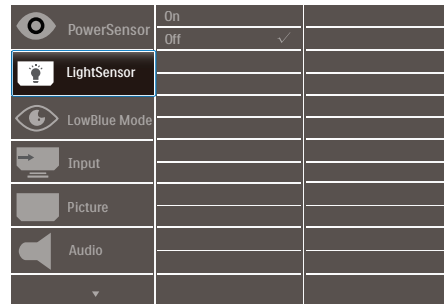 PowerSensor
On
Off
LightSensor
LowBlue Mode
Input
Picture
Audio